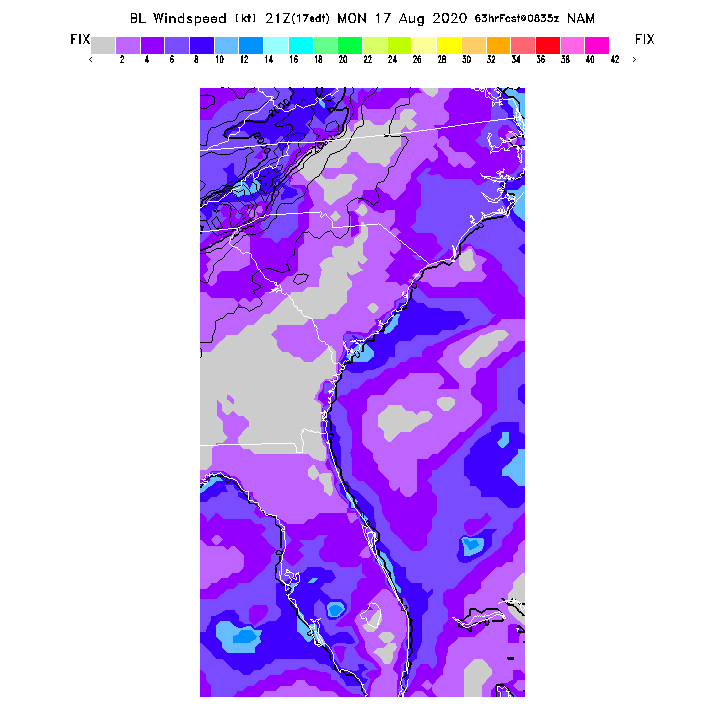 BL Windspeed [kt] 21Z(17edt) MON 17 Aug 2020 63hrFcst@0835z NAM
FIX FIX
< 2 4 6 8 10 12 14 16 18 20 22 24 26 28 30 32 34 36 38 40 42 >